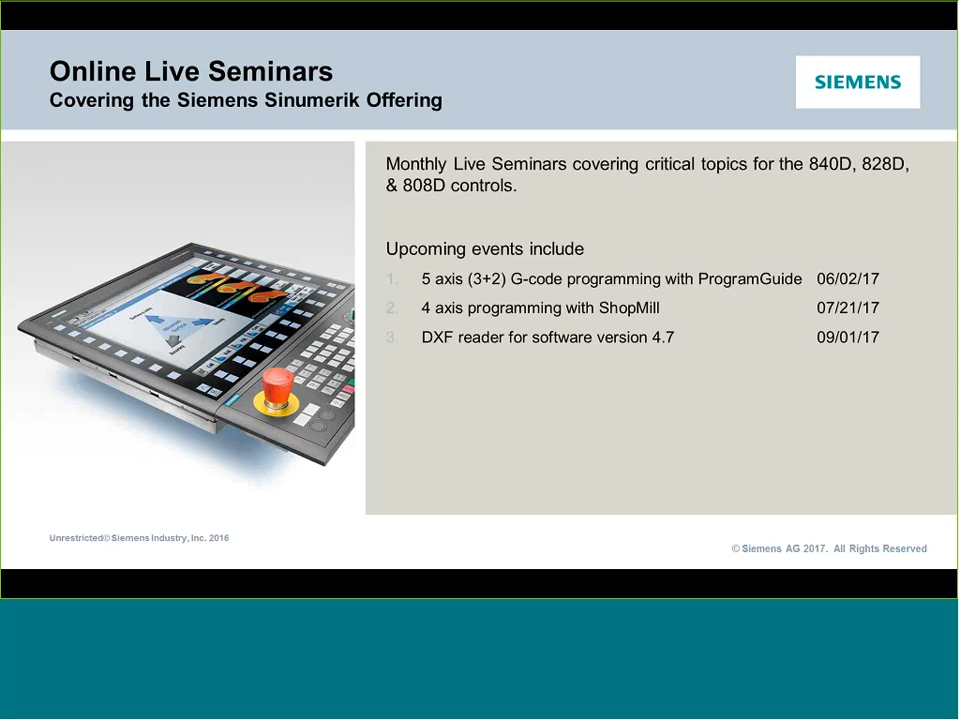 Online Live Seminars
Covering the Siemens Sinumerik Offering
SIEMENS
Monthly Live Seminars covering critical topics for the 840D, 828D,
& 808D controls.
Upcoming events include
1. 5 axis (3+2) G-code programming with ProgramGuide 06/02/17
2. 4 axis programming with ShopMill 07/21/17
3. DXF reader for software version 4.7 09/01/17
Unrestricted© Siemens Industry, Inc. 2016
© Siemens AG 2017. All Rights Reserved